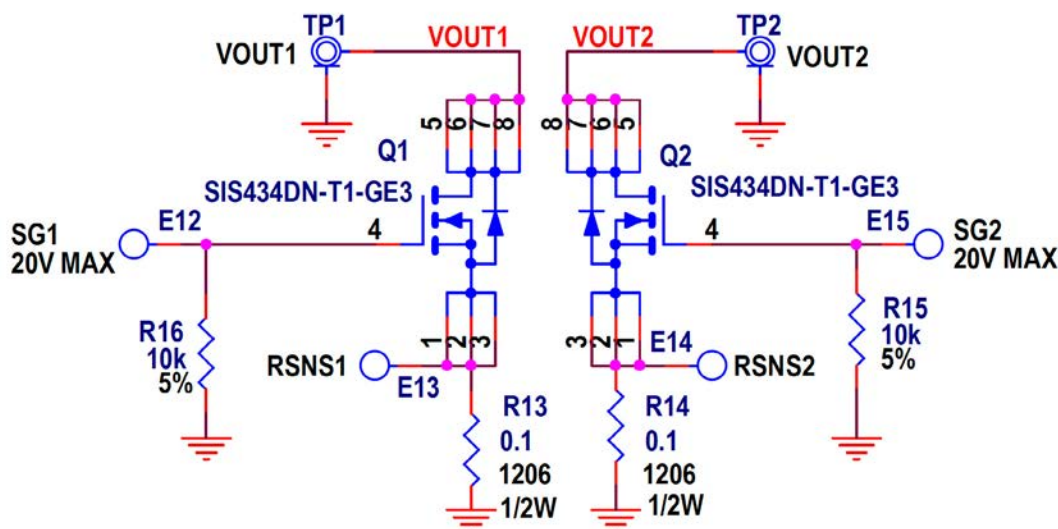 TP1
VOUT1
VOUT1
TP2
VOUT2
VOUT2
5
6
7
8
8
7
6
5
Q1
SIS434DN-T1-GE3
Q2
SIS434DN-T1-GE3
SG1
20V MAX
E12
4
4
E15
SG2
20V MAX
R16
10k
5%
R15
10k
5%
1
2
3
3
2
1
RSNS1
E13
E14
RSNS2
R13
0.1
1206
1/2W
R14
0.1
1206
1/2W